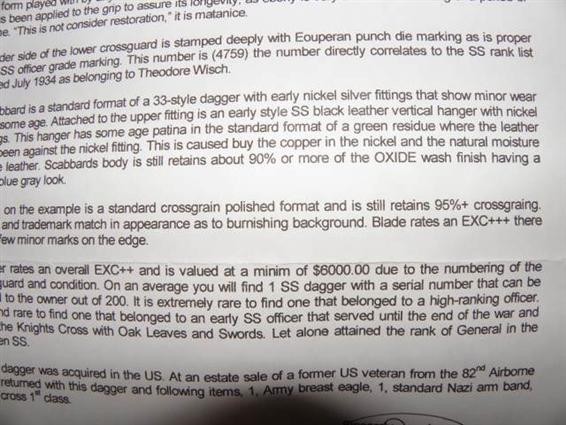 form played
s been applied to the grip to assure its longevity,
e. "This is not consider restoration," it is matanice.
der side of the lower crossguard is stamped deeply with Eouperan punch die marking as is proper
SS officer grade marking. This number is (4759) the number directly correlates to the SS rank list
ed July 1934 as belonging to Theodore Wisch.
bbard is a standard format of a 33-style dagger with early nickel silver fittings that show minor wear
some age. Attached to the upper fitting is an early style SS black leather vertical hanger with nickel
gs. This hanger has some age patina in the standard format of a green residue where the leather
been against the nickel fitting. This is caused buy the copper in the nickel and the natural moisture
e leather. Scabbards body is still retains about 90% or more of the OXIDE wash finish having a
blue gray look.
on the example is a standard crossgrain polished format and is still retains 95%+ crossgraing.
and trademark match in appearance as to burnishing background. Blade rates an EXC+++ there
few minor marks on the edge.
er rates an overall EXC++ and is valued at a minim of $6000.00 due to the numbering of the
guard and condition. On an average you will find 1 SS dagger with a serial number that can be
to the owner out of 200. It is extremely rare to find one that belonged to a high-ranking officer.
nd rare to find one that belonged to an early SS officer that served until the end of the war and
the Knights Cross with Oak Leaves and Swords. Let alone attained the rank of General in the
en SS.
dagger was acquired in the US. At an estate sale of a former US veteran from the 82nd Airborne
returned with this dagger and following items, 1, Army breast eagle, 1, standard Nazi arm band,
cross 1st class.